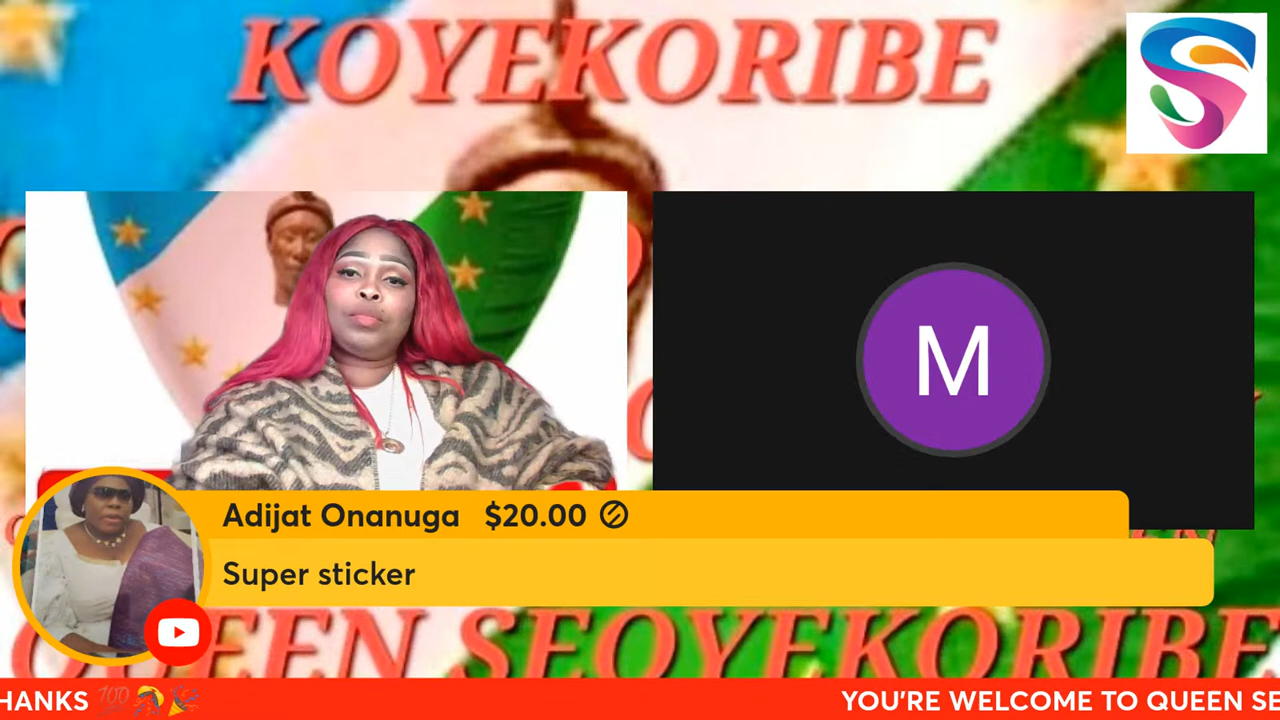 KOYEKORIBE
M
Adijat Onanuga $20.00
Super sticker
QUEEN SEOYEKORIBE
HANKS 💯🎊🎉
YOU'RE WELCOME TO QUEEN SE